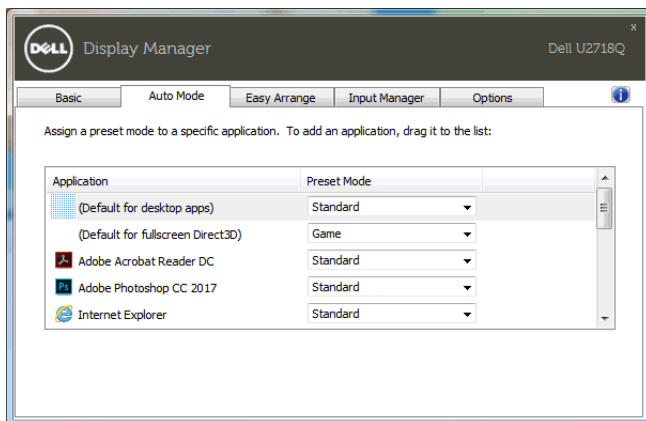 x
DELL Display Manager Dell U2718Q
Basic Auto Mode Easy Arrange Input Manager Options i
Assign a preset mode to a specific application. To add an application, drag it to the list:
Application Preset Mode
(Default for desktop apps) Standard
(Default for fullscreen Direct3D) Game
Adobe Acrobat Reader DC Standard
Ps Adobe Photoshop CC 2017 Standard
Internet Explorer Standard